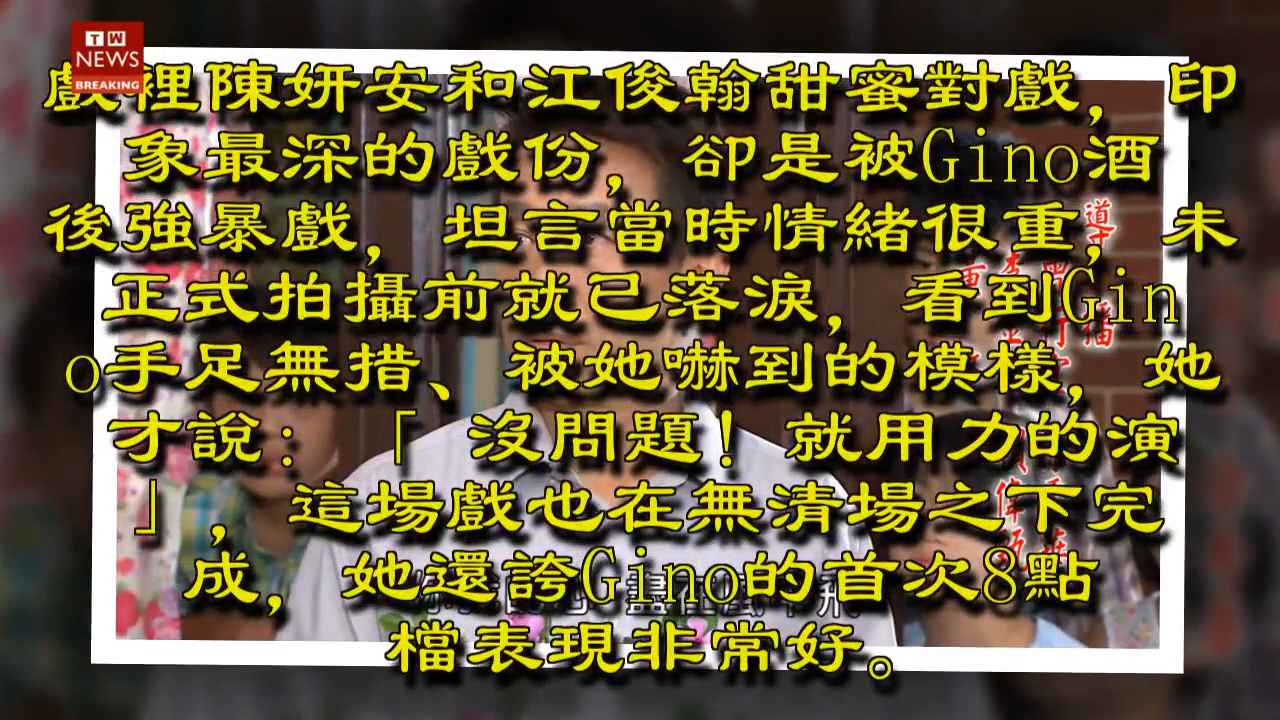 TW
NEWS
BREAKING
戲裡陳妍安和江俊翰甜蜜對戲，印
象最深的戲份，卻是被Gino酒
後強暴戲，坦言當時情緒很重，未
正式拍攝前就已落淚，看到Gin
o手足無措、被她嚇到的模樣，她
才說：「沒問題！就用力的演
」，這場戲也在無清場之下完
成，她還誇Gino的首次8點
檔表現非常好。
導
播